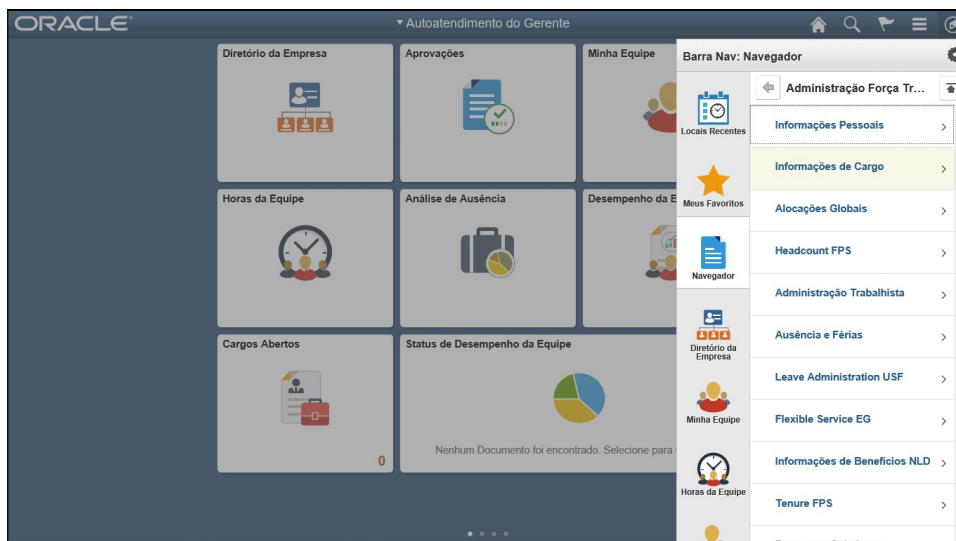 ORACLE
Autoatendimento do Gerente
Diretório da Empresa
Aprovações
Minha Equipe
Horas da Equipe
Análise de Ausência
Desempenho da
Cargos Abertos
0
Status de Desempenho da Equipe
Nenhum Documento foi encontrado. Selecione para
Barra Nav: Navegador
Locais Recentes
Meus Favoritos
Navegador
Diretório da
Empresa
Minha Equipe
Horas da Equipe
Administração Força Tr...
Informações Pessoais
Informações de Cargo
Alocações Globais
Headcount FPS
Administração Trabalhista
Ausência e Férias
Leave Administration USF
Flexible Service EG
Informações de Benefícios NLD
Tenure FPS